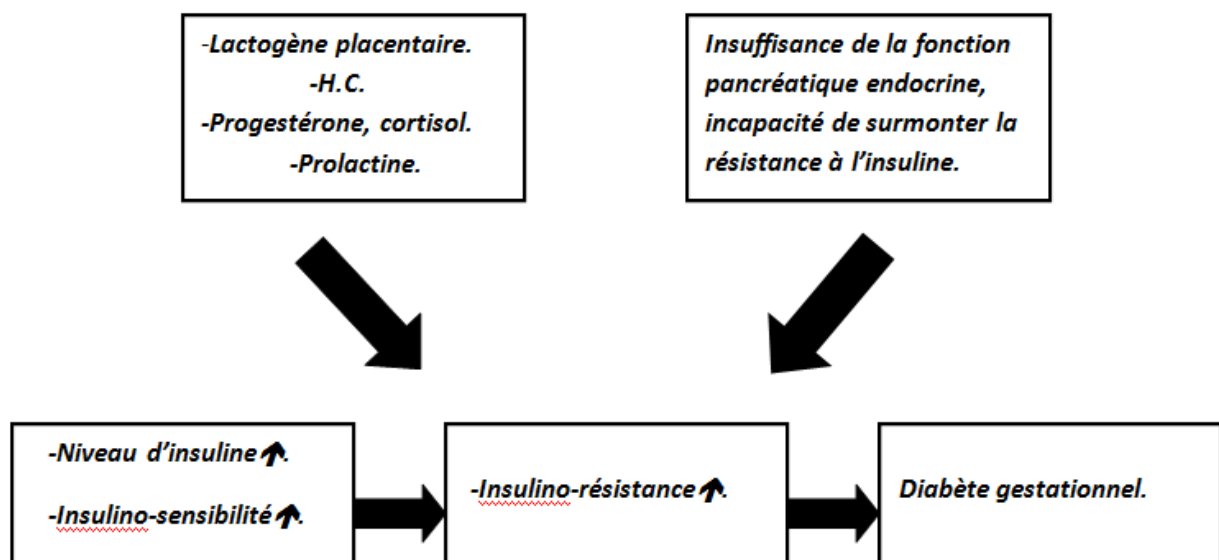 -Lactogène placentaire.
-H.C.
-Progestérone, cortisol.
-Prolactine.
Insuffisance de la fonction
pancréatique endocrine,
incapacité de surmonter la
résistance à l’insuline.
-Niveau d’insuline🡹.
-Insulino-sensibilité🡹.
-Insulino-résistance🡹.
Diabète gestationnel.